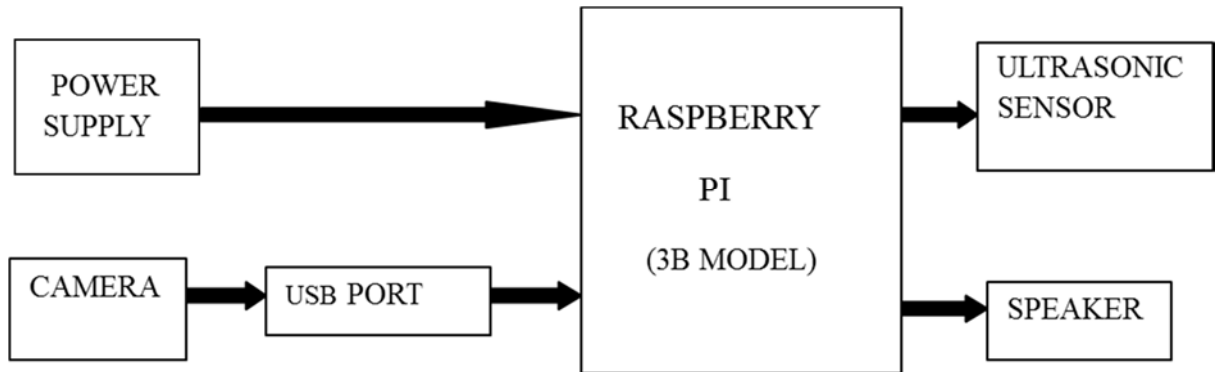 POWER
SUPPLY
RASPBERRY
PI
(3B MODEL)
ULTRASONIC
SENSOR
CAMERA
USB PORT
SPEAKER